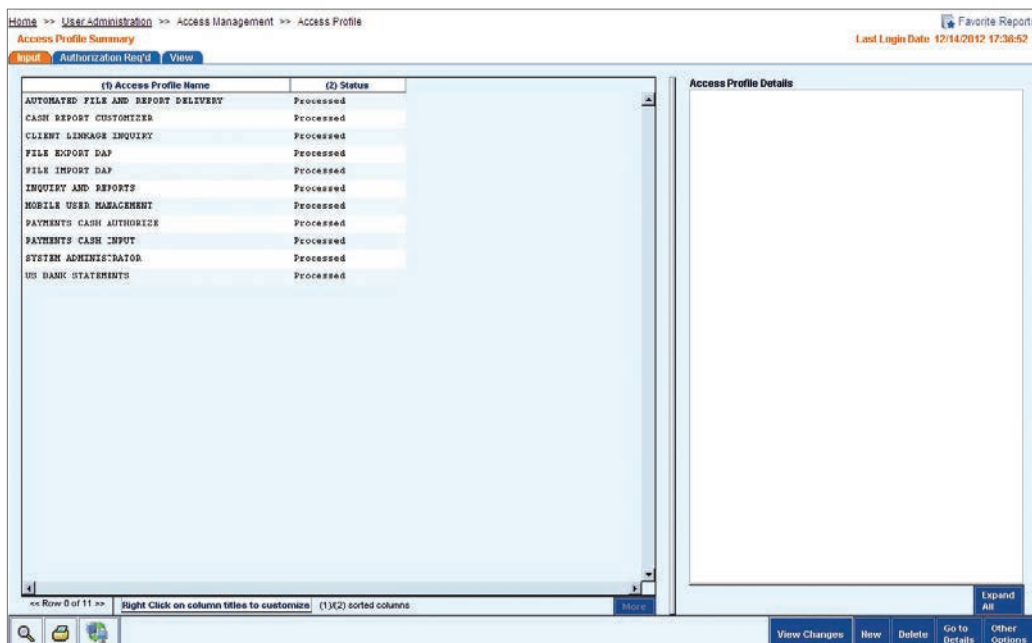 Home >> User Administration >> Access Management >> Access Profile
Favorite Report
Access Profile Summary
Last Login Date 12/14/2012 17:36:52
Input Authorization Req'd View
(1) Access Profile Name (2) Status
Access Profile Details
AUTOMATED FILE AND REPORT DELIVERY Processed
CASH REPORT CUSTOMIZER Processed
CLIENT LINKAGE INQUIRY Processed
FILE EXPORT DAP Processed
FILE IMPORT DAP Processed
INQUIRY AND REPORTS Processed
MOBILE USER MANAGEMENT Processed
PAYMENTS CASH AUTHORIZE Processed
PAYMENTS CASH INPUT Processed
SYSTEM ADMINISTRATOR Processed
US BANK STATEMENTS Processed
<< Row 0 of 11 >> Right Click on column titles to customize (1)/(2) sorted columns More
Expand All
View Changes New Delete Go to Details Other Options